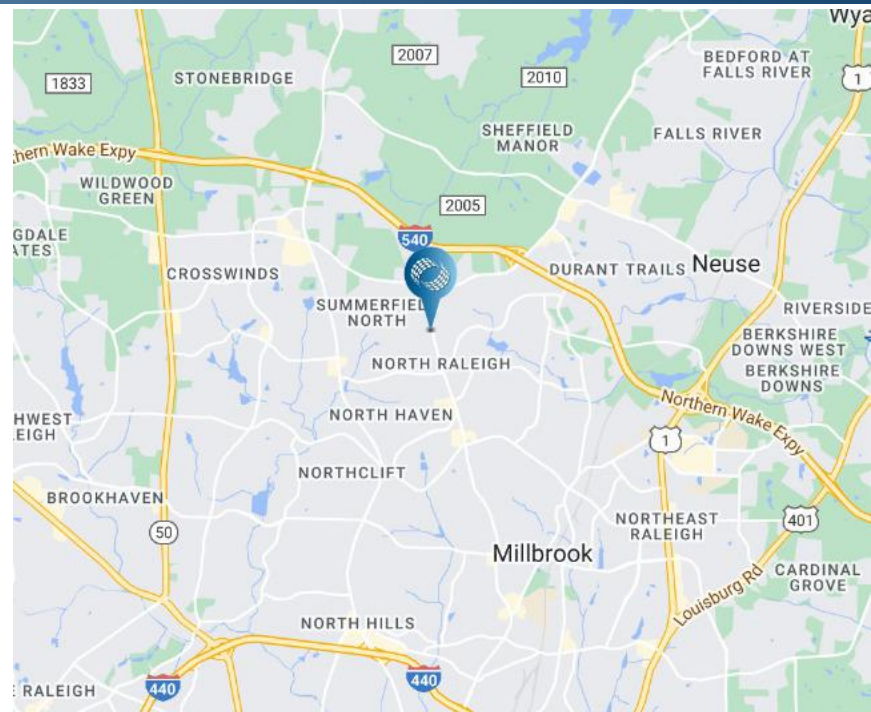 Wya
2007
BEDFORD AT
FALLS RIVER
1833
STONEBRIDGE
2010
1
SHEFFIELD
MANOR
FALLS RIVER
hern Wake Expy
WILDWOOD
GREEN
2005
GDALE
ATES
540
CROSSWINDS
DURANT TRAILS
Neuse
SUMMERFIEL
NORTH
RIVERSIDE
BERKSHIRE
DOWNS WEST
NORTH RALEIGH
BERKSHIRE
DOWNS
Northern Wake Expy
HWEST
LEIGH
NORTH HAVEN
1
NORTHCLIFT
BROOKHAVEN
50
NORTHEAST
RALEIGH
401
Millbrook
CARDINAL
GROVE
Louisburg Rd
NORTH HILLS
E RALEIGH
440
440